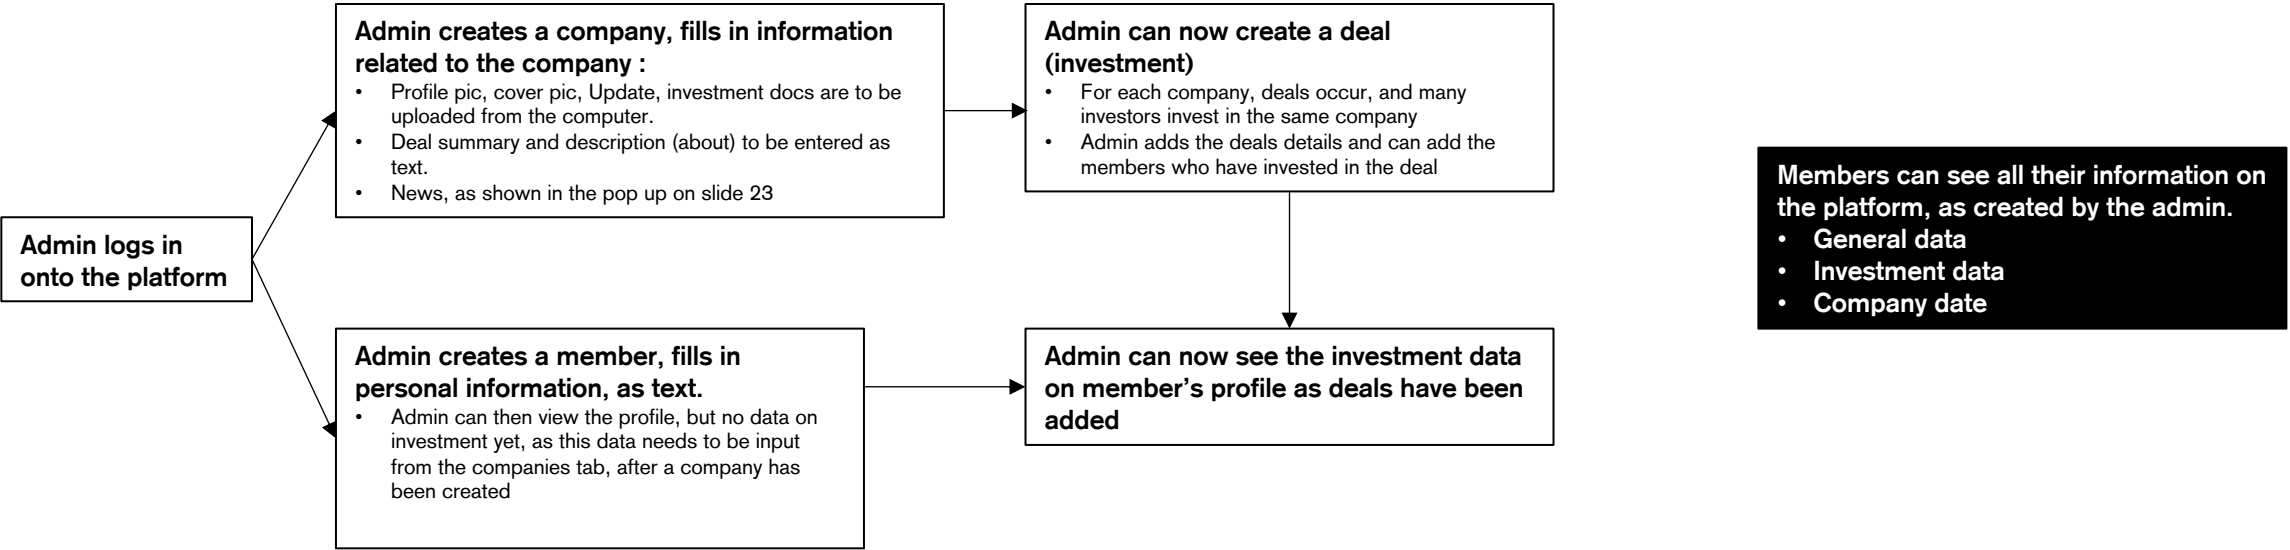 Admin logs in
onto the platform
Admin creates a company, fills in information
related to the company :
• Profile pic, cover pic, Update, investment docs are to be
uploaded from the computer.
• Deal summary and description (about) to be entered as
text.
• News, as shown in the pop up on slide 23
Admin can now create a deal
(investment)
• For each company, deals occur, and many
investors invest in the same company
• Admin adds the deals details and can add the
members who have invested in the deal
Admin creates a member, fills in
personal information, as text.
• Admin can then view the profile, but no data on
investment yet, as this data needs to be input
from the companies tab, after a company has
been created
Admin can now see the investment data
on member’s profile as deals have been
added
Members can see all their information on
the platform, as created by the admin.
• General data
• Investment data
• Company date